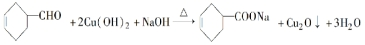 CHO +2Cu(OH)₂+NaOH △→ COONa +Cu₂O↓+3H₂O